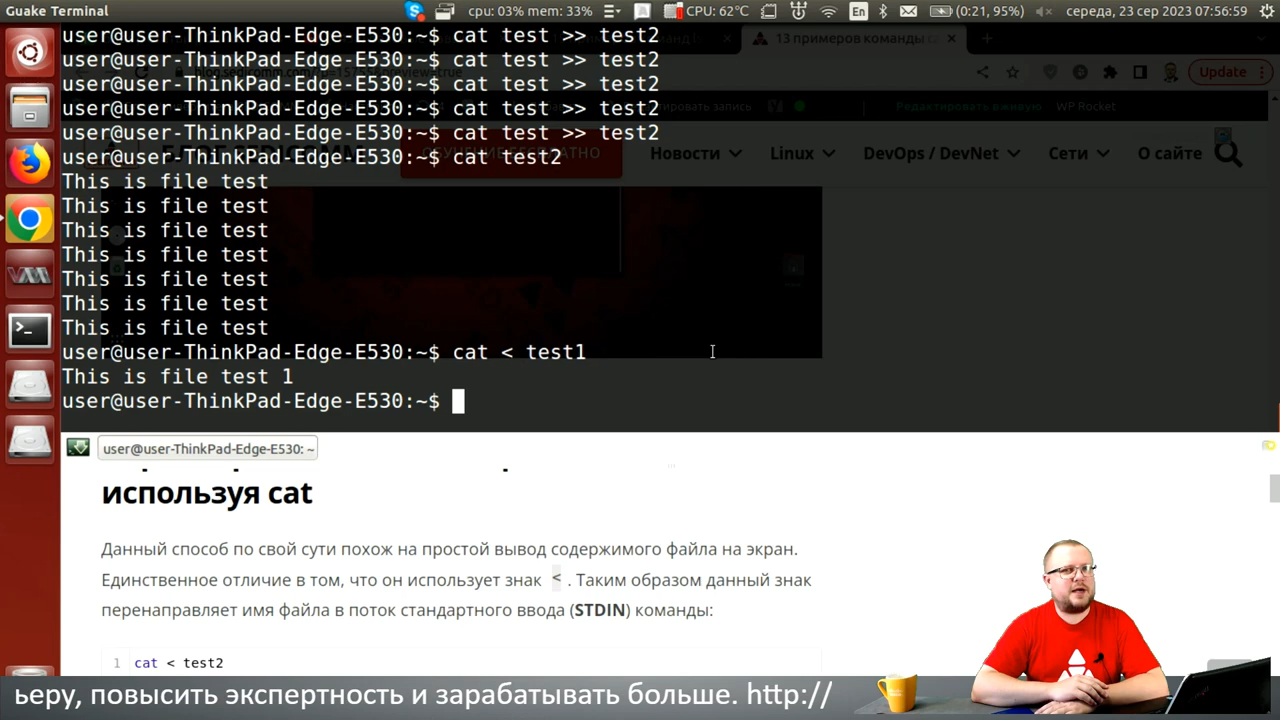 Guake Terminal
cpu: 03% mem: 33%
CPU: 62°C
En
(0:21, 95%)
середа, 23 сер 2023 07:56:59
user@user-ThinkPad-Edge-E530:~$ cat test >> test2
user@user-ThinkPad-Edge-E530:~$ cat test >> test2
user@user-ThinkPad-Edge-E530:~$ cat test >> test2
user@user-ThinkPad-Edge-E530:~$ cat test >> test2
user@user-ThinkPad-Edge-E530:~$ cat test >> test2
user@user-ThinkPad-Edge-E530:~$ cat test2
This is file test
This is file test
This is file test
This is file test
This is file test
This is file test
This is file test
user@user-ThinkPad-Edge-E530:~$ cat < test1
This is file test 1
user@user-ThinkPad-Edge-E530:~$
13 примеров команды ca
Update
Редактировать вживую
WP Rocket
Новости
Linux
DevOps / DevNet
Сети
О сайте
user@user-ThinkPad-Edge-E530: ~
используя cat
Данный способ по свой сути похож на простой вывод содержимого файла на экран.
Единственное отличие в том, что он использует знак < . Таким образом данный знак
перенаправляет имя файла в поток стандартного ввода (STDIN) команды:
1 cat < test2
ьеру, повысить экспертность и зарабатывать больше. http://